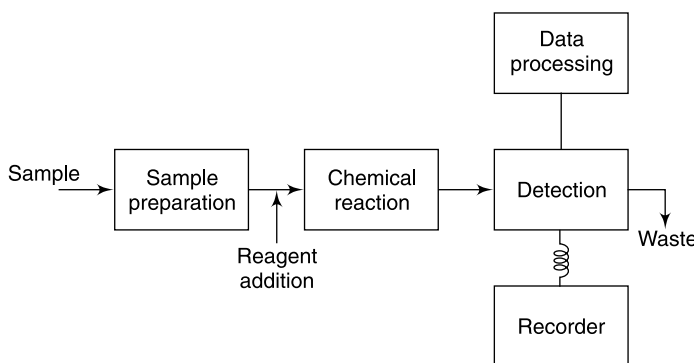 Data
processing
Sample
Sample
preparation
Chemical
reaction
Detection
Reagent
addition
Waste
Recorder